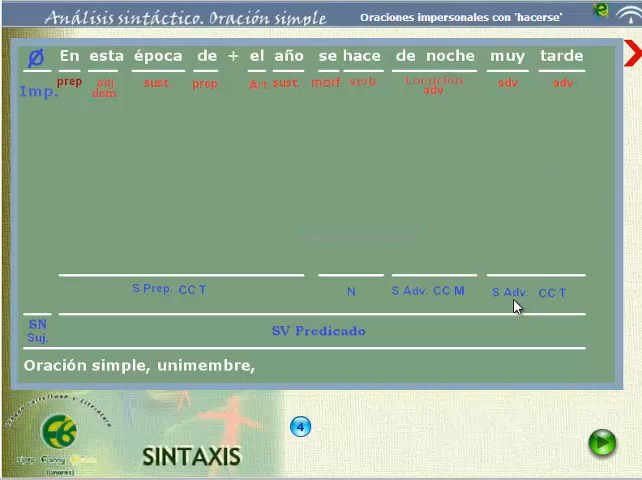 Análisis sintáctico. Oración simple
Oraciones impersonales con 'hacerse'
Ø En esta época de + el año se hace de noche muy tarde
Imp. prep adj dem sust. prep Art sust. morf verb Locucion adv adv adv
S Prep. CC T N S Adv. CC M S Adv. CC T
SN Suj. SV Predicado
Oración simple, unimembre,
4
SINTAXIS
(Linares)